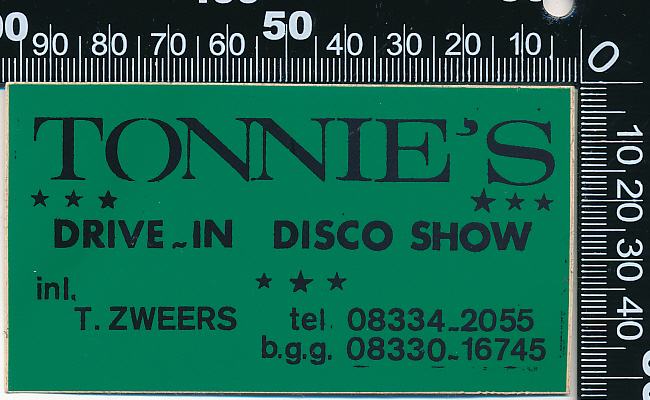 100 50
90 80 70 60 40 30 20 10 0
TONNIE'S
★ ★ ★ ★ ★ ★
DRIVE~IN DISCO SHOW
★ ★ ★
inl.
T. ZWEERS tel. 08334~2055
b.g.g. 08330~16745
10 20 30 40